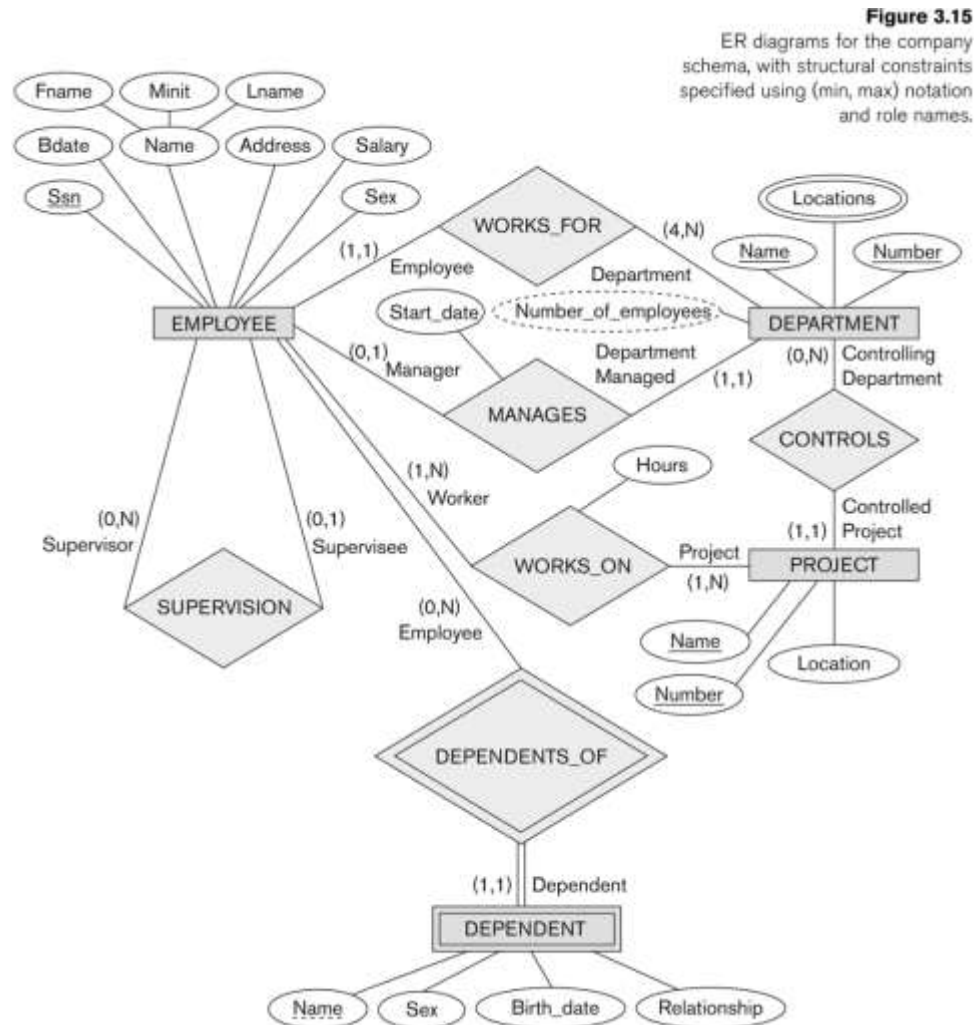 Figure 3.15
ER diagrams for the company
schema, with structural constraints
specified using (min, max) notation
and role names.
Fname
Minit
Lname
Bdate
Name
Address
Salary
Ssn
Sex
WORKS_FOR
Locations
(1,1)
Employee
(4,N)
Department
Name
Number
Start_date
Number_of_employees
EMPLOYEE
DEPARTMENT
(0,1)
Manager
Department
Managed
(1,1)
(0,N)
Controlling
Department
MANAGES
CONTROLS
Hours
(1,N)
Worker
(0,N)
Supervisor
(0,1)
Supervisee
Controlled
Project
(1,1)
WORKS_ON
Project
(1,N)
PROJECT
SUPERVISION
(0,N)
Employee
Name
Location
Number
DEPENDENTS_OF
(1,1)
Dependent
DEPENDENT
Name
Sex
Birth_date
Relationship